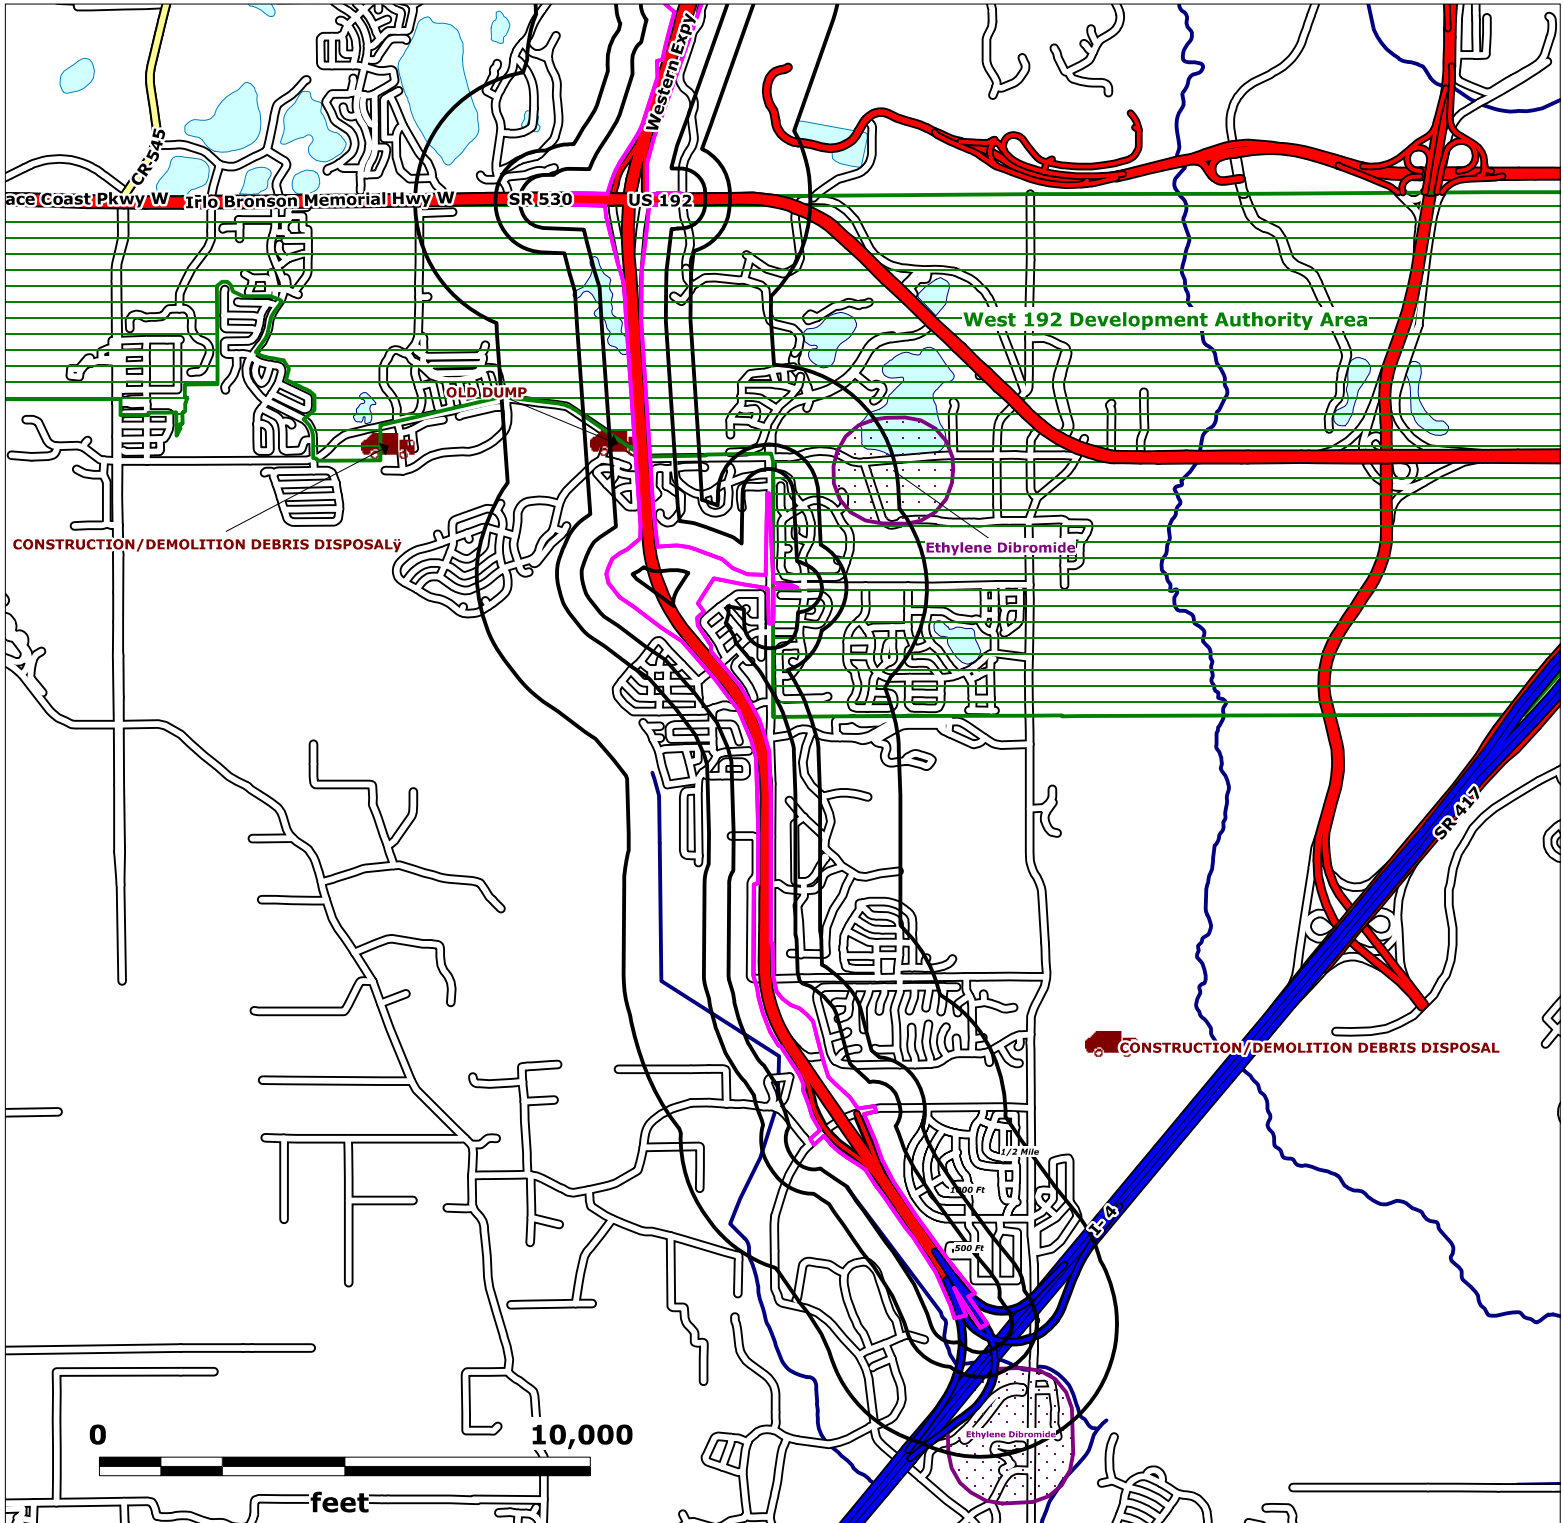 Western Expy
CR 545
ace Coast Pkwy W
Irlo Bronson Memorial Hwy W
SR 530
US 192
West 192 Development Authority Area
OLD DUMP
CONSTRUCTION/DEMOLITION DEBRIS DISPOSALÿ
Ethylene Dibromide
SR 417
CONSTRUCTION/DEMOLITION DEBRIS DISPOSAL
1/2 Mile
Ft
500 Ft
I- 4
Ethylene Dibromide
0
10,000
feet